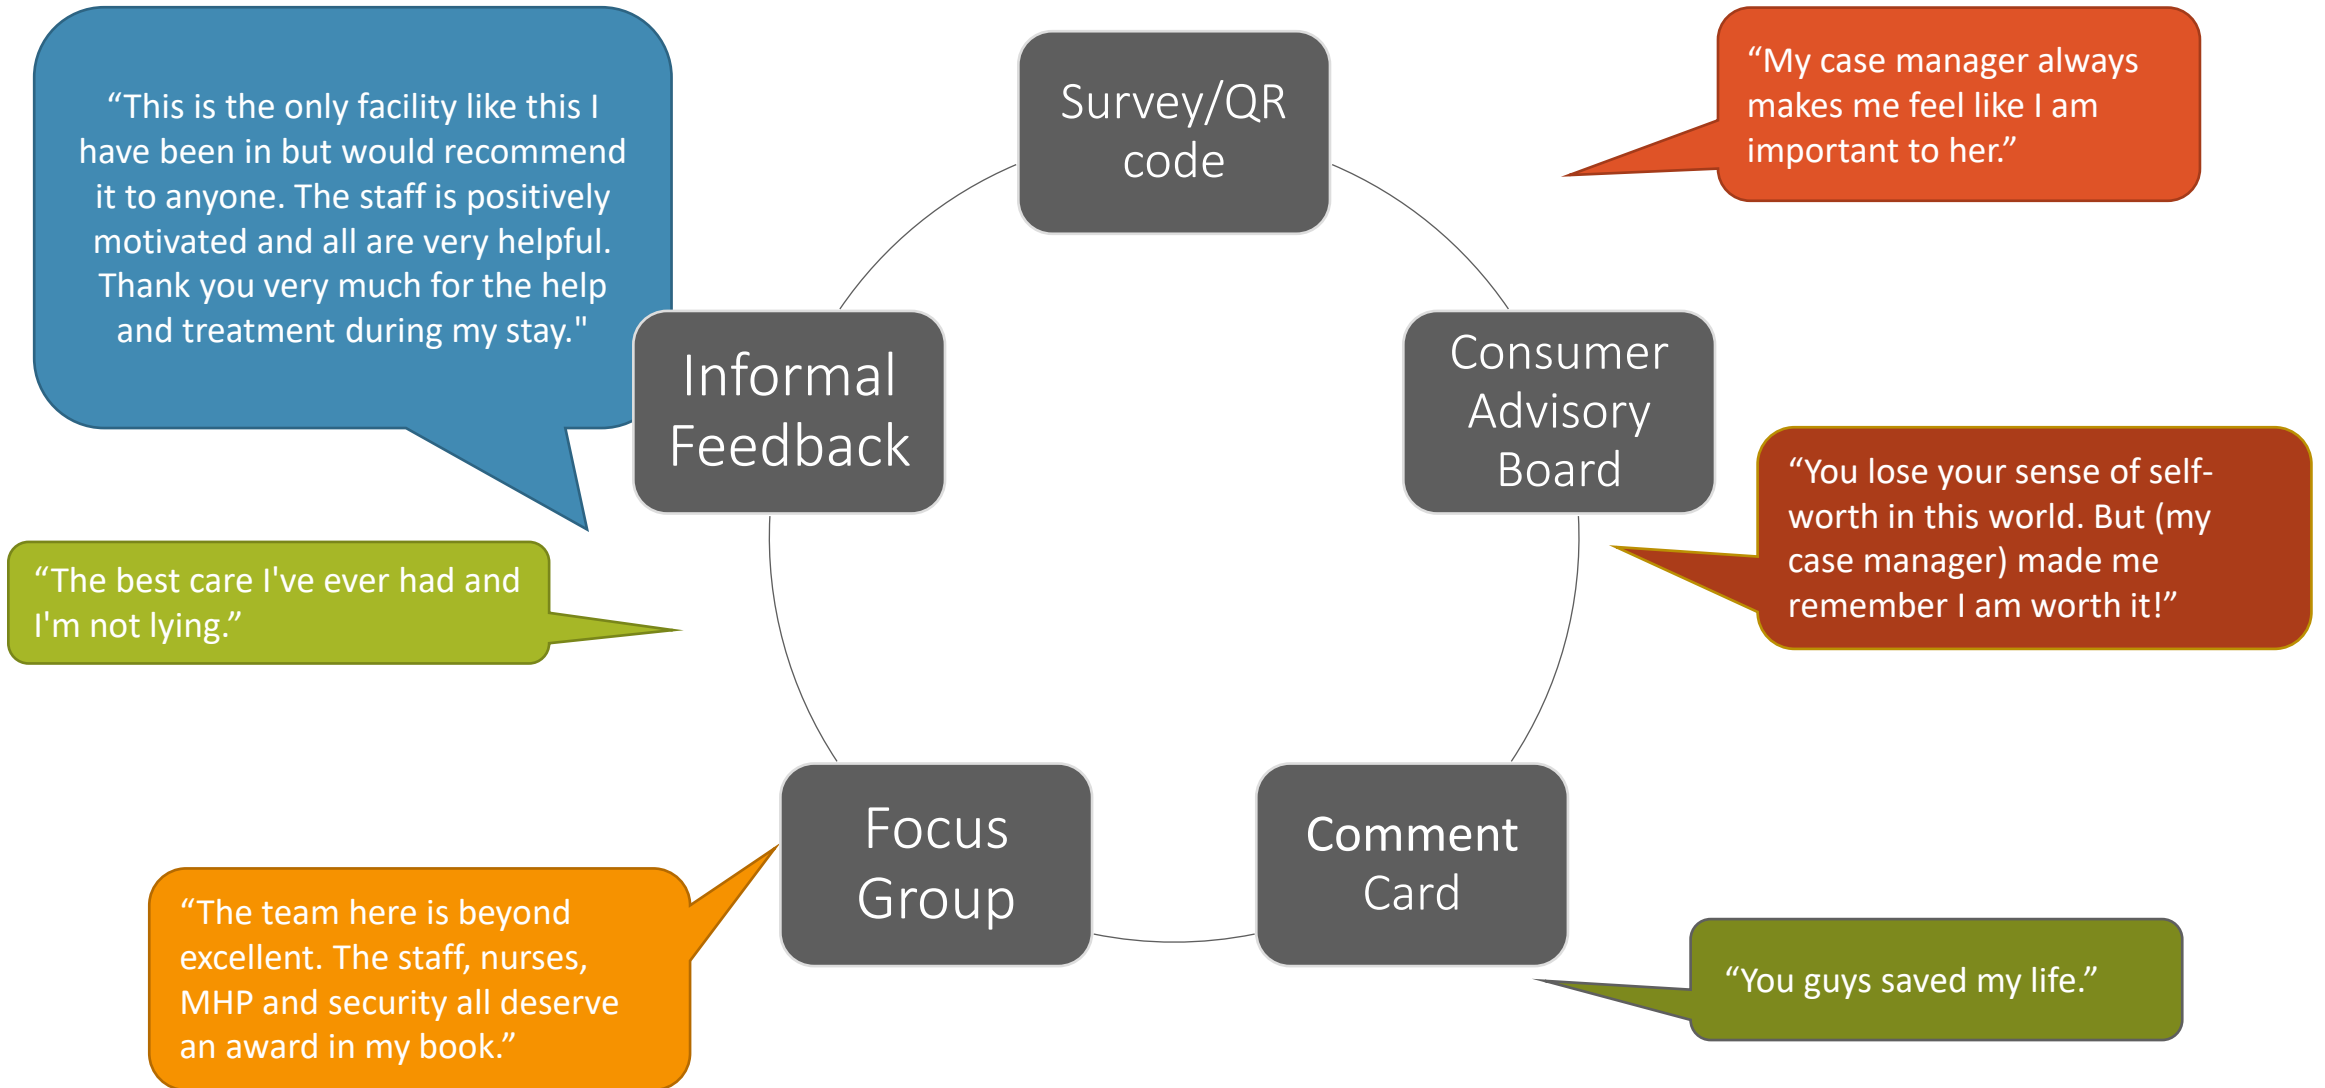 “This is the only facility like this I
have been in but would recommend
it to anyone. The staff is positively
motivated and all are very helpful.
Thank you very much for the help
and treatment during my stay."
Survey/QR
code
“My case manager always
makes me feel like I am
important to her.”
Informal
Feedback
Consumer
Advisory
Board
“You lose your sense of self-
worth in this world. But (my
case manager) made me
remember I am worth it!”
“The best care I've ever had and
I'm not lying.”
Focus
Group
Comment
Card
“The team here is beyond
excellent. The staff, nurses,
MHP and security all deserve
an award in my book.”
“You guys saved my life.”